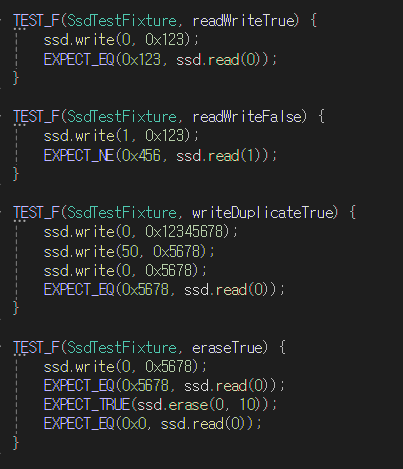 TEST_F(SsdTestFixture, readWriteTrue) {
ssd.write(0, 0x123);
EXPECT_EQ(0x123, ssd.read(0));
}
TEST_F(SsdTestFixture, readWriteFalse) {
ssd.write(1, 0x123);
EXPECT_NE(0x456, ssd.read(1));
}
TEST_F(SsdTestFixture, writeDuplicateTrue) {
ssd.write(0, 0x12345678);
ssd.write(50, 0x5678);
ssd.write(0, 0x5678);
EXPECT_EQ(0x5678, ssd.read(0));
}
TEST_F(SsdTestFixture, eraseTrue) {
ssd.write(0, 0x5678);
EXPECT_EQ(0x5678, ssd.read(0));
EXPECT_TRUE(ssd.erase(0, 10));
EXPECT_EQ(0x0, ssd.read(0));
}